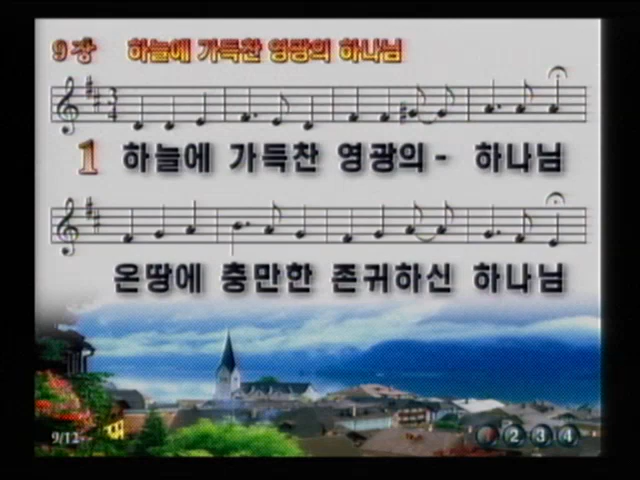 9장 하늘에 가득찬 영광의 하나님
1 하늘에 가득찬 영광의 - 하나님
온땅에 충만한 존귀하신 하나님
9/12
1 2 3 4